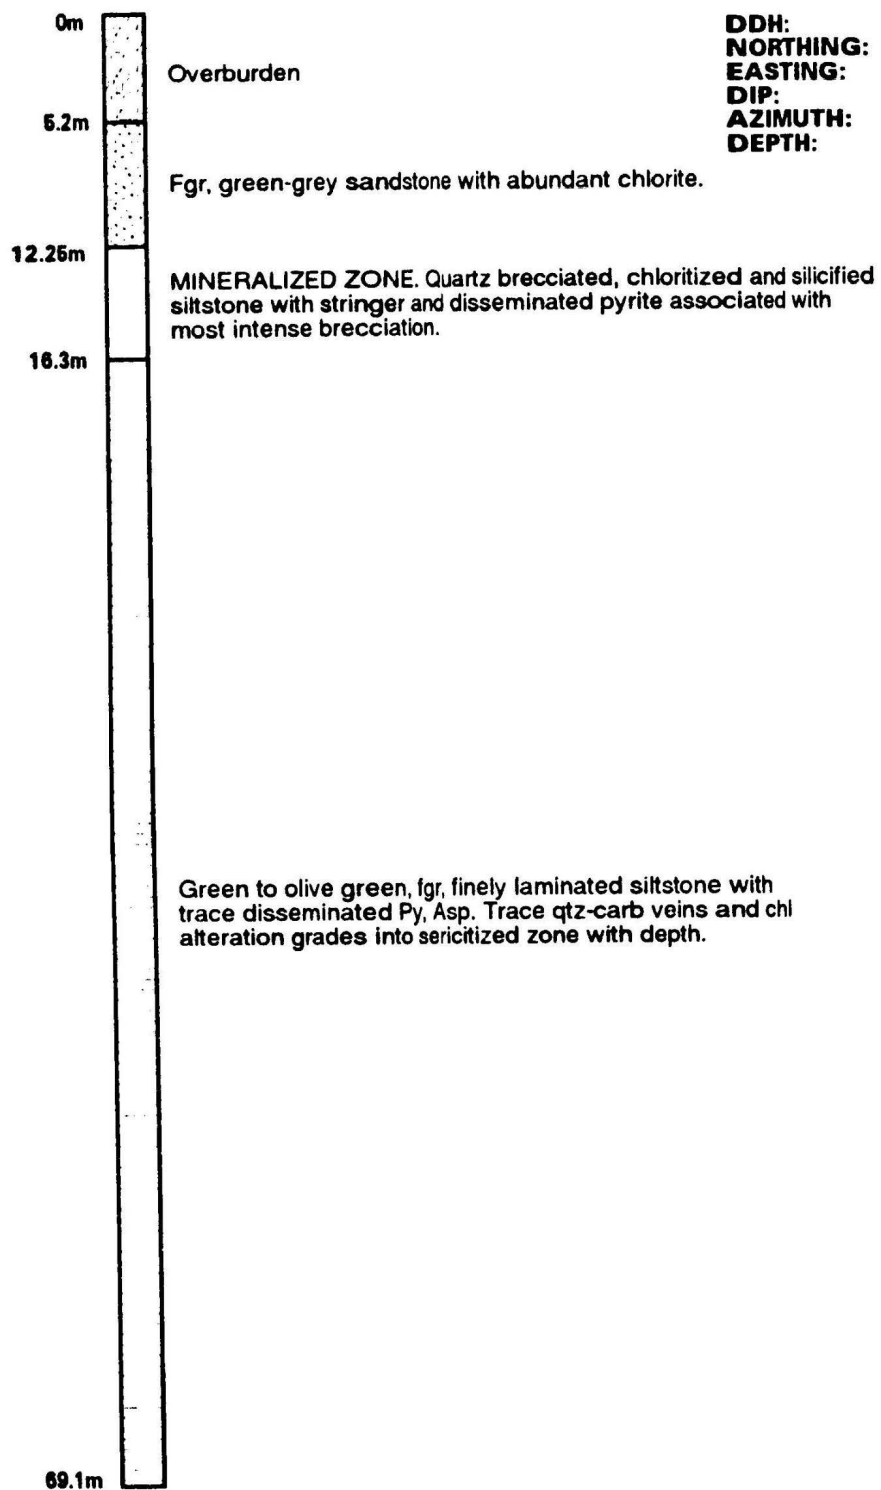 0m
Overburden
DDH:
NORTHING:
EASTING:
DIP:
AZIMUTH:
DEPTH:
5.2m
Fgr, green-grey sandstone with abundant chlorite.
12.25m
MINERALIZED ZONE. Quartz brecciated, chloritized and silicified
siltstone with stringer and disseminated pyrite associated with
most intense brecciation.
16.3m
Green to olive green, fgr, finely laminated siltstone with
trace disseminated Py, Asp. Trace qtz-carb veins and chl
alteration grades into sericitized zone with depth.
69.1m